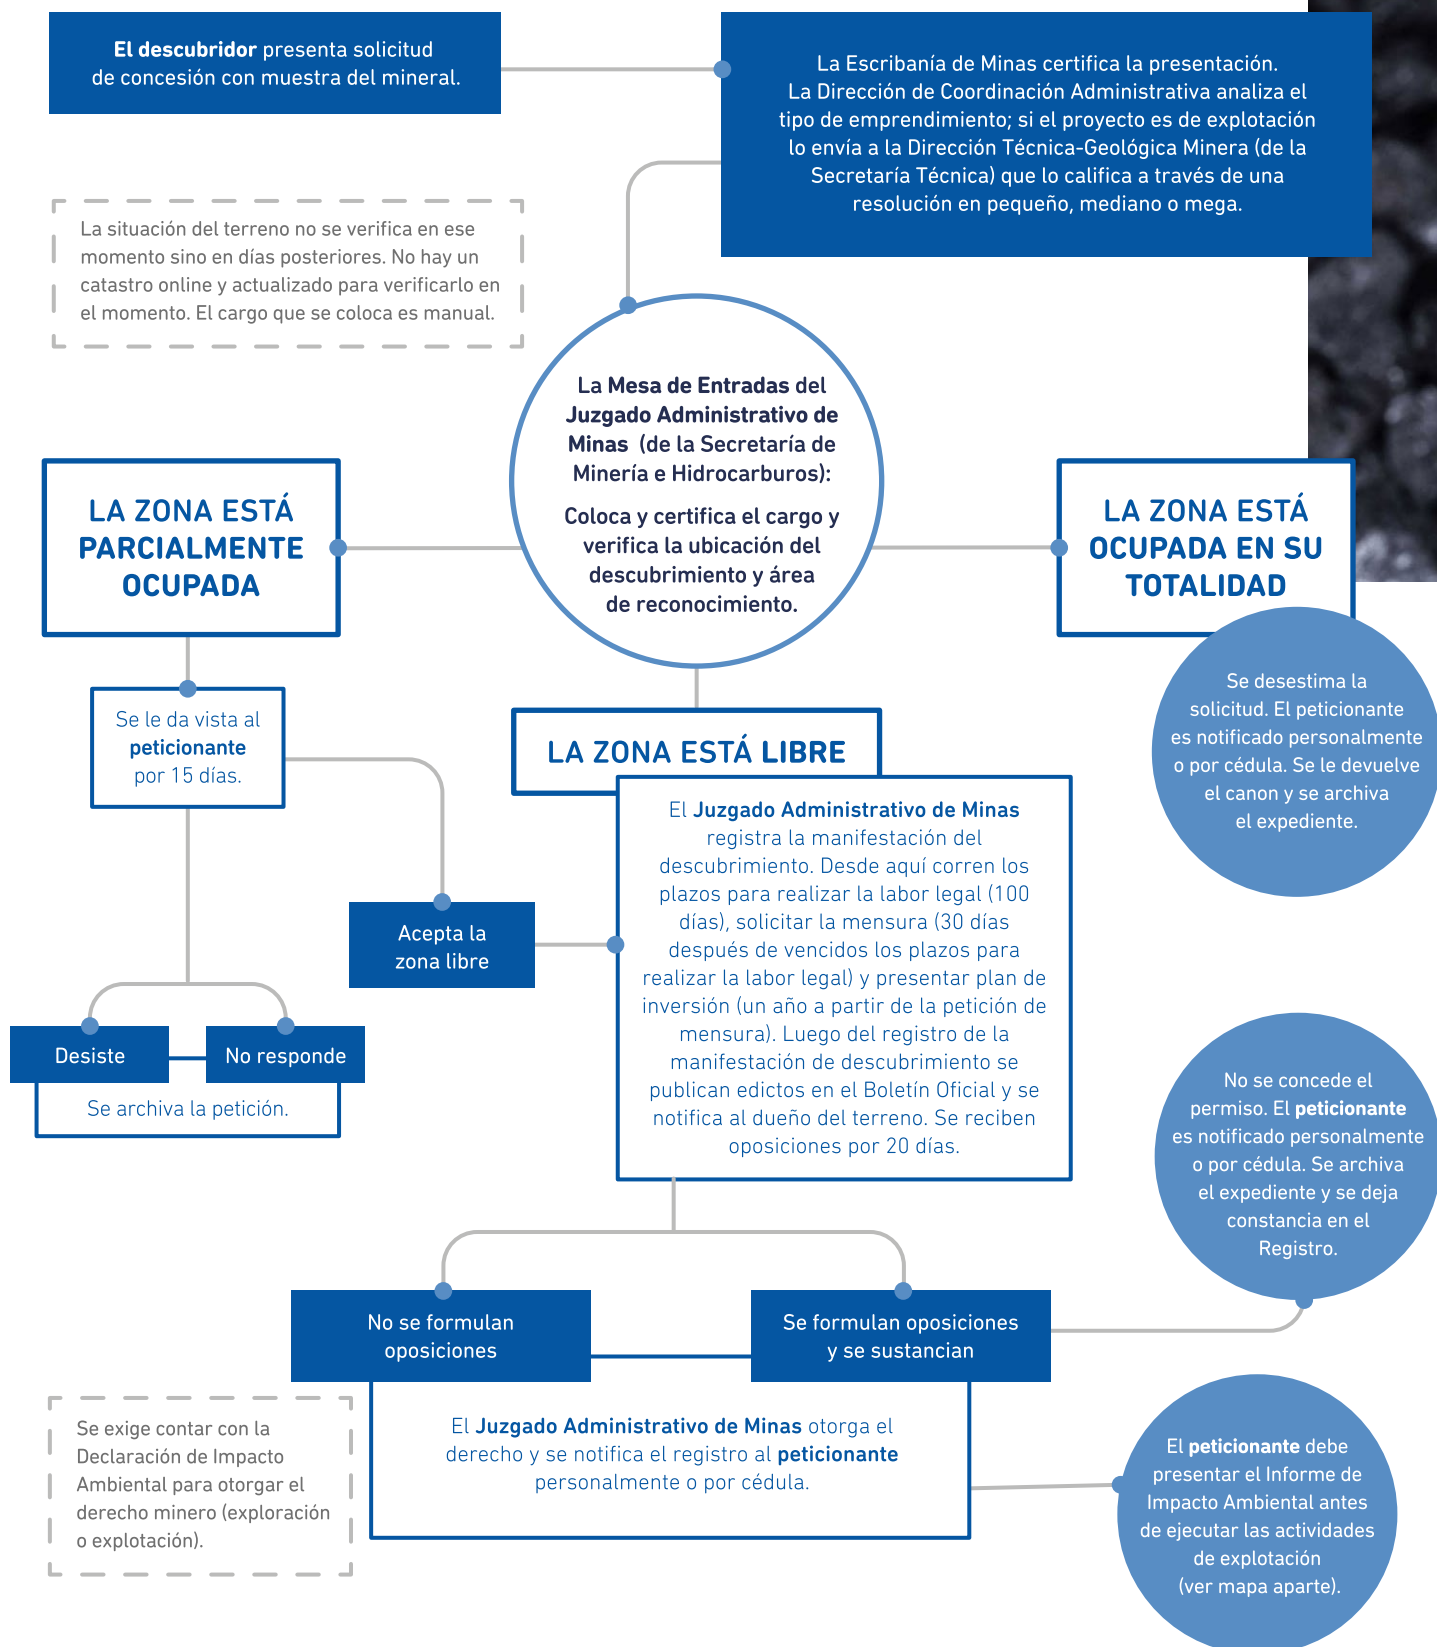 El descubridor presenta solicitud
de concesión con muestra del mineral.
La Escribanía de Minas certifica la presentación.
La Dirección de Coordinación Administrativa analiza el
tipo de emprendimiento; si el proyecto es de explotación
lo envía a la Dirección Técnica-Geológica Minera (de la
Secretaría Técnica) que lo califica a través de una
resolución en pequeño, mediano o mega.
La situación del terreno no se verifica en ese
momento sino en días posteriores. No hay un
catastro online y actualizado para verificarlo en
el momento. El cargo que se coloca es manual.
La Mesa de Entradas del
Juzgado Administrativo de
Minas (de la Secretaría de
Minería e Hidrocarburos):
Coloca y certifica el cargo y
verifica la ubicación del
descubrimiento y área
de reconocimiento.
LA ZONA ESTÁ
PARCIALMENTE
OCUPADA
LA ZONA ESTÁ
OCUPADA EN SU
TOTALIDAD
Se desestima la
solicitud. El peticionante
es notificado personalmente
o por cédula. Se le devuelve
el canon y se archiva
el expediente.
Se le da vista al
peticionante
por 15 días.
LA ZONA ESTÁ LIBRE
El Juzgado Administrativo de Minas
registra la manifestación del
descubrimiento. Desde aquí corren los
plazos para realizar la labor legal (100
días), solicitar la mensura (30 días
después de vencidos los plazos para
realizar la labor legal) y presentar plan de
inversión (un año a partir de la petición de
mensura). Luego del registro de la
manifestación de descubrimiento se
publican edictos en el Boletín Oficial y se
notifica al dueño del terreno. Se reciben
oposiciones por 20 días.
Acepta la
zona libre
Desiste
No responde
Se archiva la petición.
No se concede el
permiso. El peticionante
es notificado personalmente
o por cédula. Se archiva
el expediente y se deja
constancia en el
Registro.
No se formulan
oposiciones
Se formulan oposiciones
y se sustancian
El Juzgado Administrativo de Minas otorga el
derecho y se notifica el registro al peticionante
personalmente o por cédula.
Se exige contar con la
Declaración de Impacto
Ambiental para otorgar el
derecho minero (exploración
o explotación).
El peticionante debe
presentar el Informe de
Impacto Ambiental antes
de ejecutar las actividades
de explotación
(ver mapa aparte).